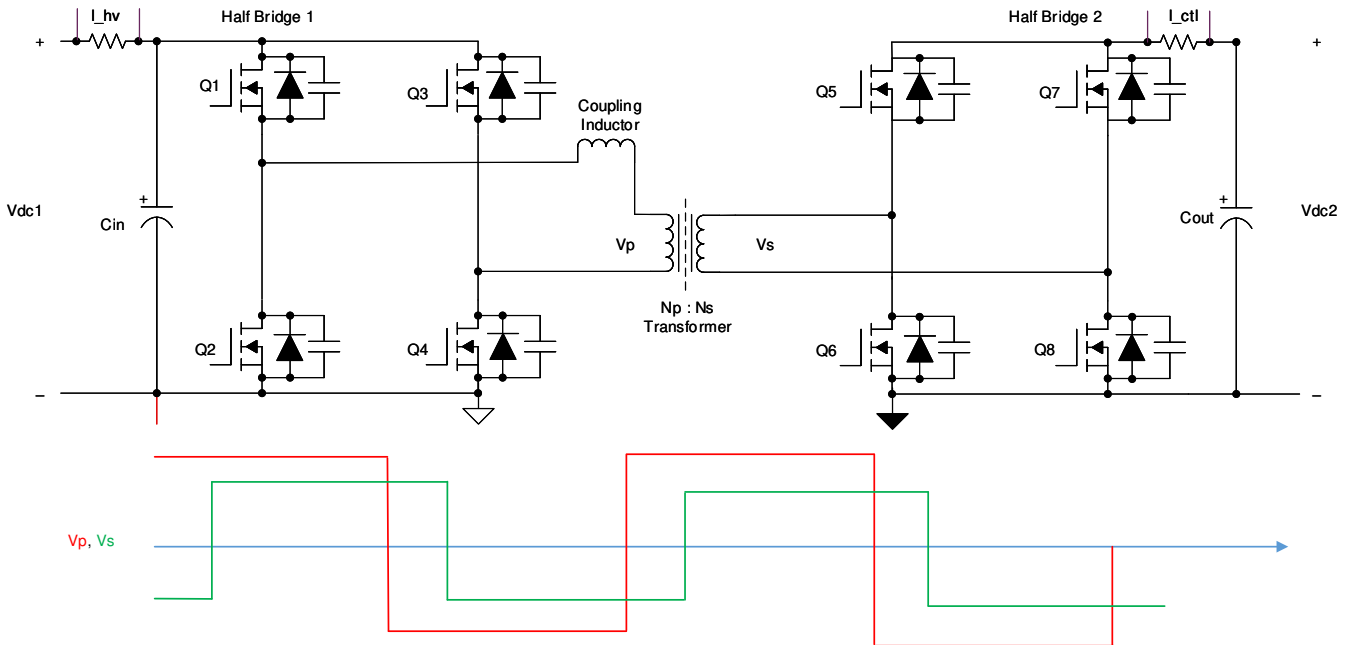 I_hv
Half Bridge 1
Half Bridge 2
I_ctl
+
+
Q1
Q3
Q5
Q7
Coupling
Inductor
+
+
Vdc1
Cin
Cout
Vdc2
Vp
Vs
Np : Ns
Transformer
Q2
Q4
Q6
Q8
–
–
Vp, Vs